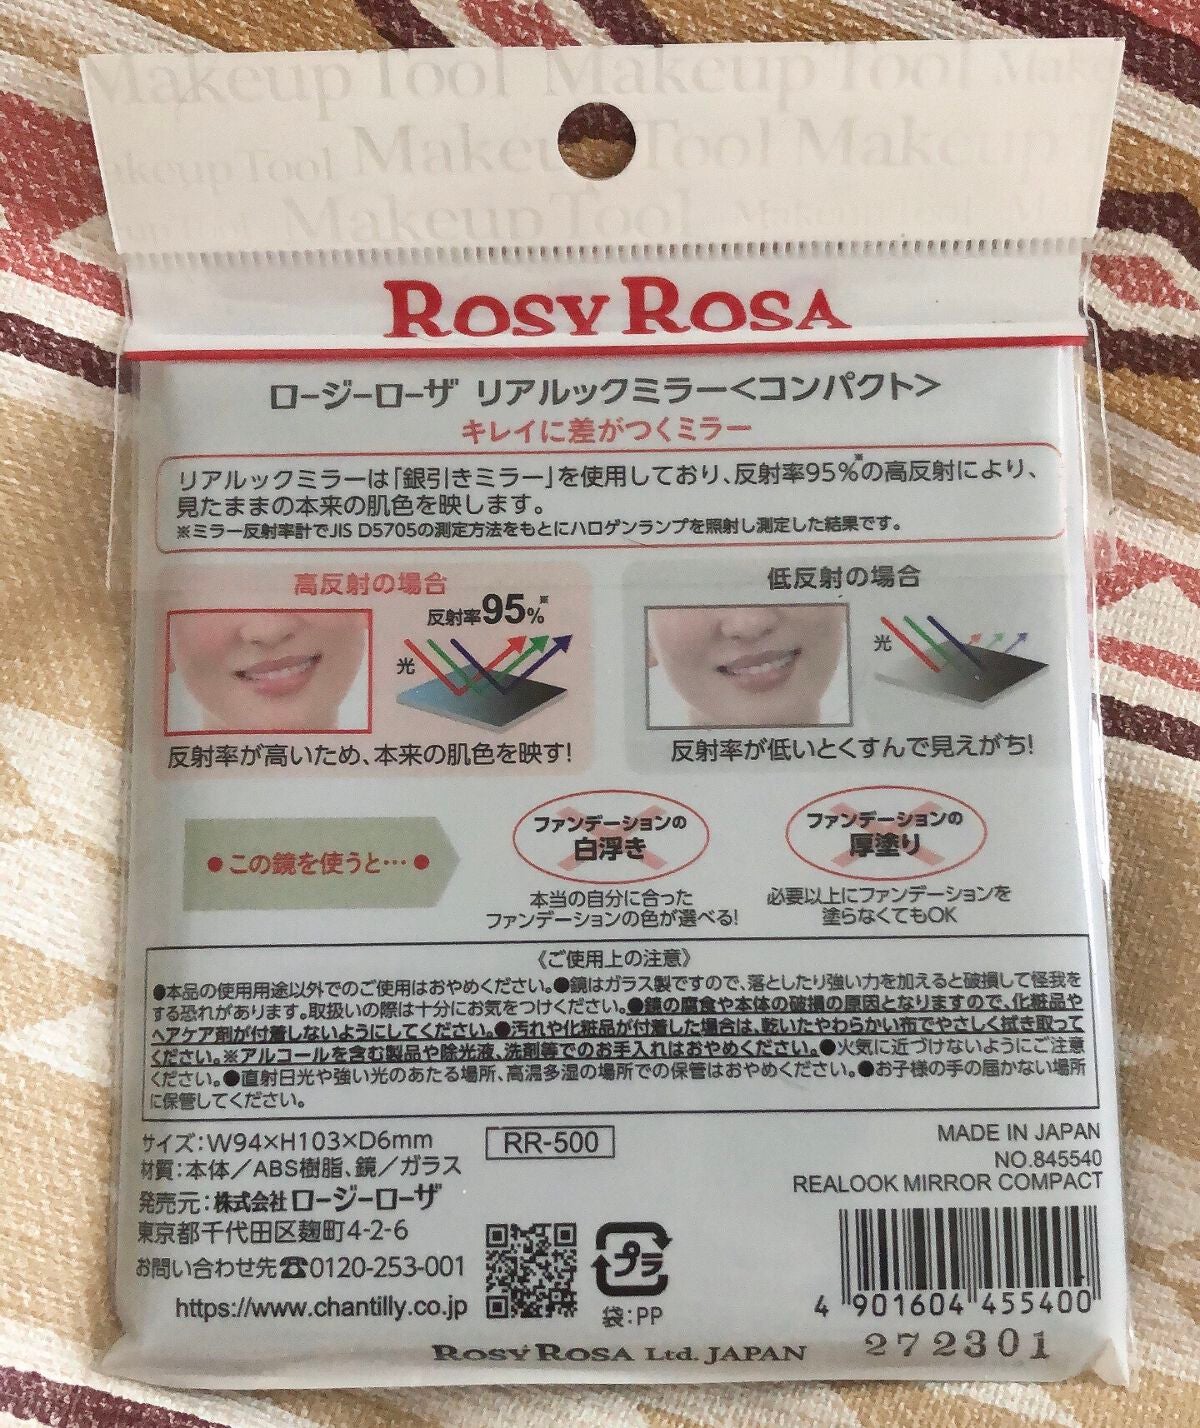 Makeup Tool Makeup Tool Make
akeup Tool Makeup Tool Makeup T
Makeup Tool Makeup Tool M
ROSY ROSA
ロージーローザ リアルックミラー<コンパクト>
キレイに差がつくミラー
リアルックミラーは「銀引きミラー」を使用しており、反射率95%※の高反射により、
見たままの本来の肌色を映します。
※ミラー反射率計でJIS D5705の測定方法をもとにハロゲンランプを照射し測定した結果です。
高反射の場合
反射率95%※
光
反射率が高いため、本来の肌色を映す!
低反射の場合
光
反射率が低いとくすんで見えがち!
●この鏡を使うと…●
ファンデーションの
白浮き
本当の自分に合った
ファンデーションの色が選べる!
ファンデーションの
厚塗り
必要以上にファンデーションを
塗らなくてもOK
《ご使用上の注意》
●本品の使用用途以外でのご使用はおやめください。●鏡はガラス製ですので、落としたり強い力を加えると破損して怪我を
する恐れがあります。取扱いの際は十分にお気をつけください。●鏡の腐食や本体の破損の原因となりますので、化粧品や
ヘアケア剤が付着しないようにしてください。●汚れや化粧品が付着した場合は、乾いたやわらかい布でやさしく拭き取って
ください。※アルコールを含む製品や除光液、洗剤等でのお手入れはおやめください。●火気に近づけないようにご注意
ください。●直射日光や強い光のあたる場所、高温多湿の場所での保管はおやめください。●お子様の手の届かない場所
に保管してください。
サイズ:W94×H103×D6mm
RR-500
材質:本体/ABS樹脂、鏡/ガラス
発売元:株式会社ロージーローザ
東京都千代田区麹町4-2-6
お問い合わせ先☎0120-253-001
https://www.chantilly.co.jp
プラ
袋:PP
MADE IN JAPAN
NO.845540
REALOOK MIRROR COMPACT
4 901604 455400
ROSY ROSA Ltd. JAPAN
272301